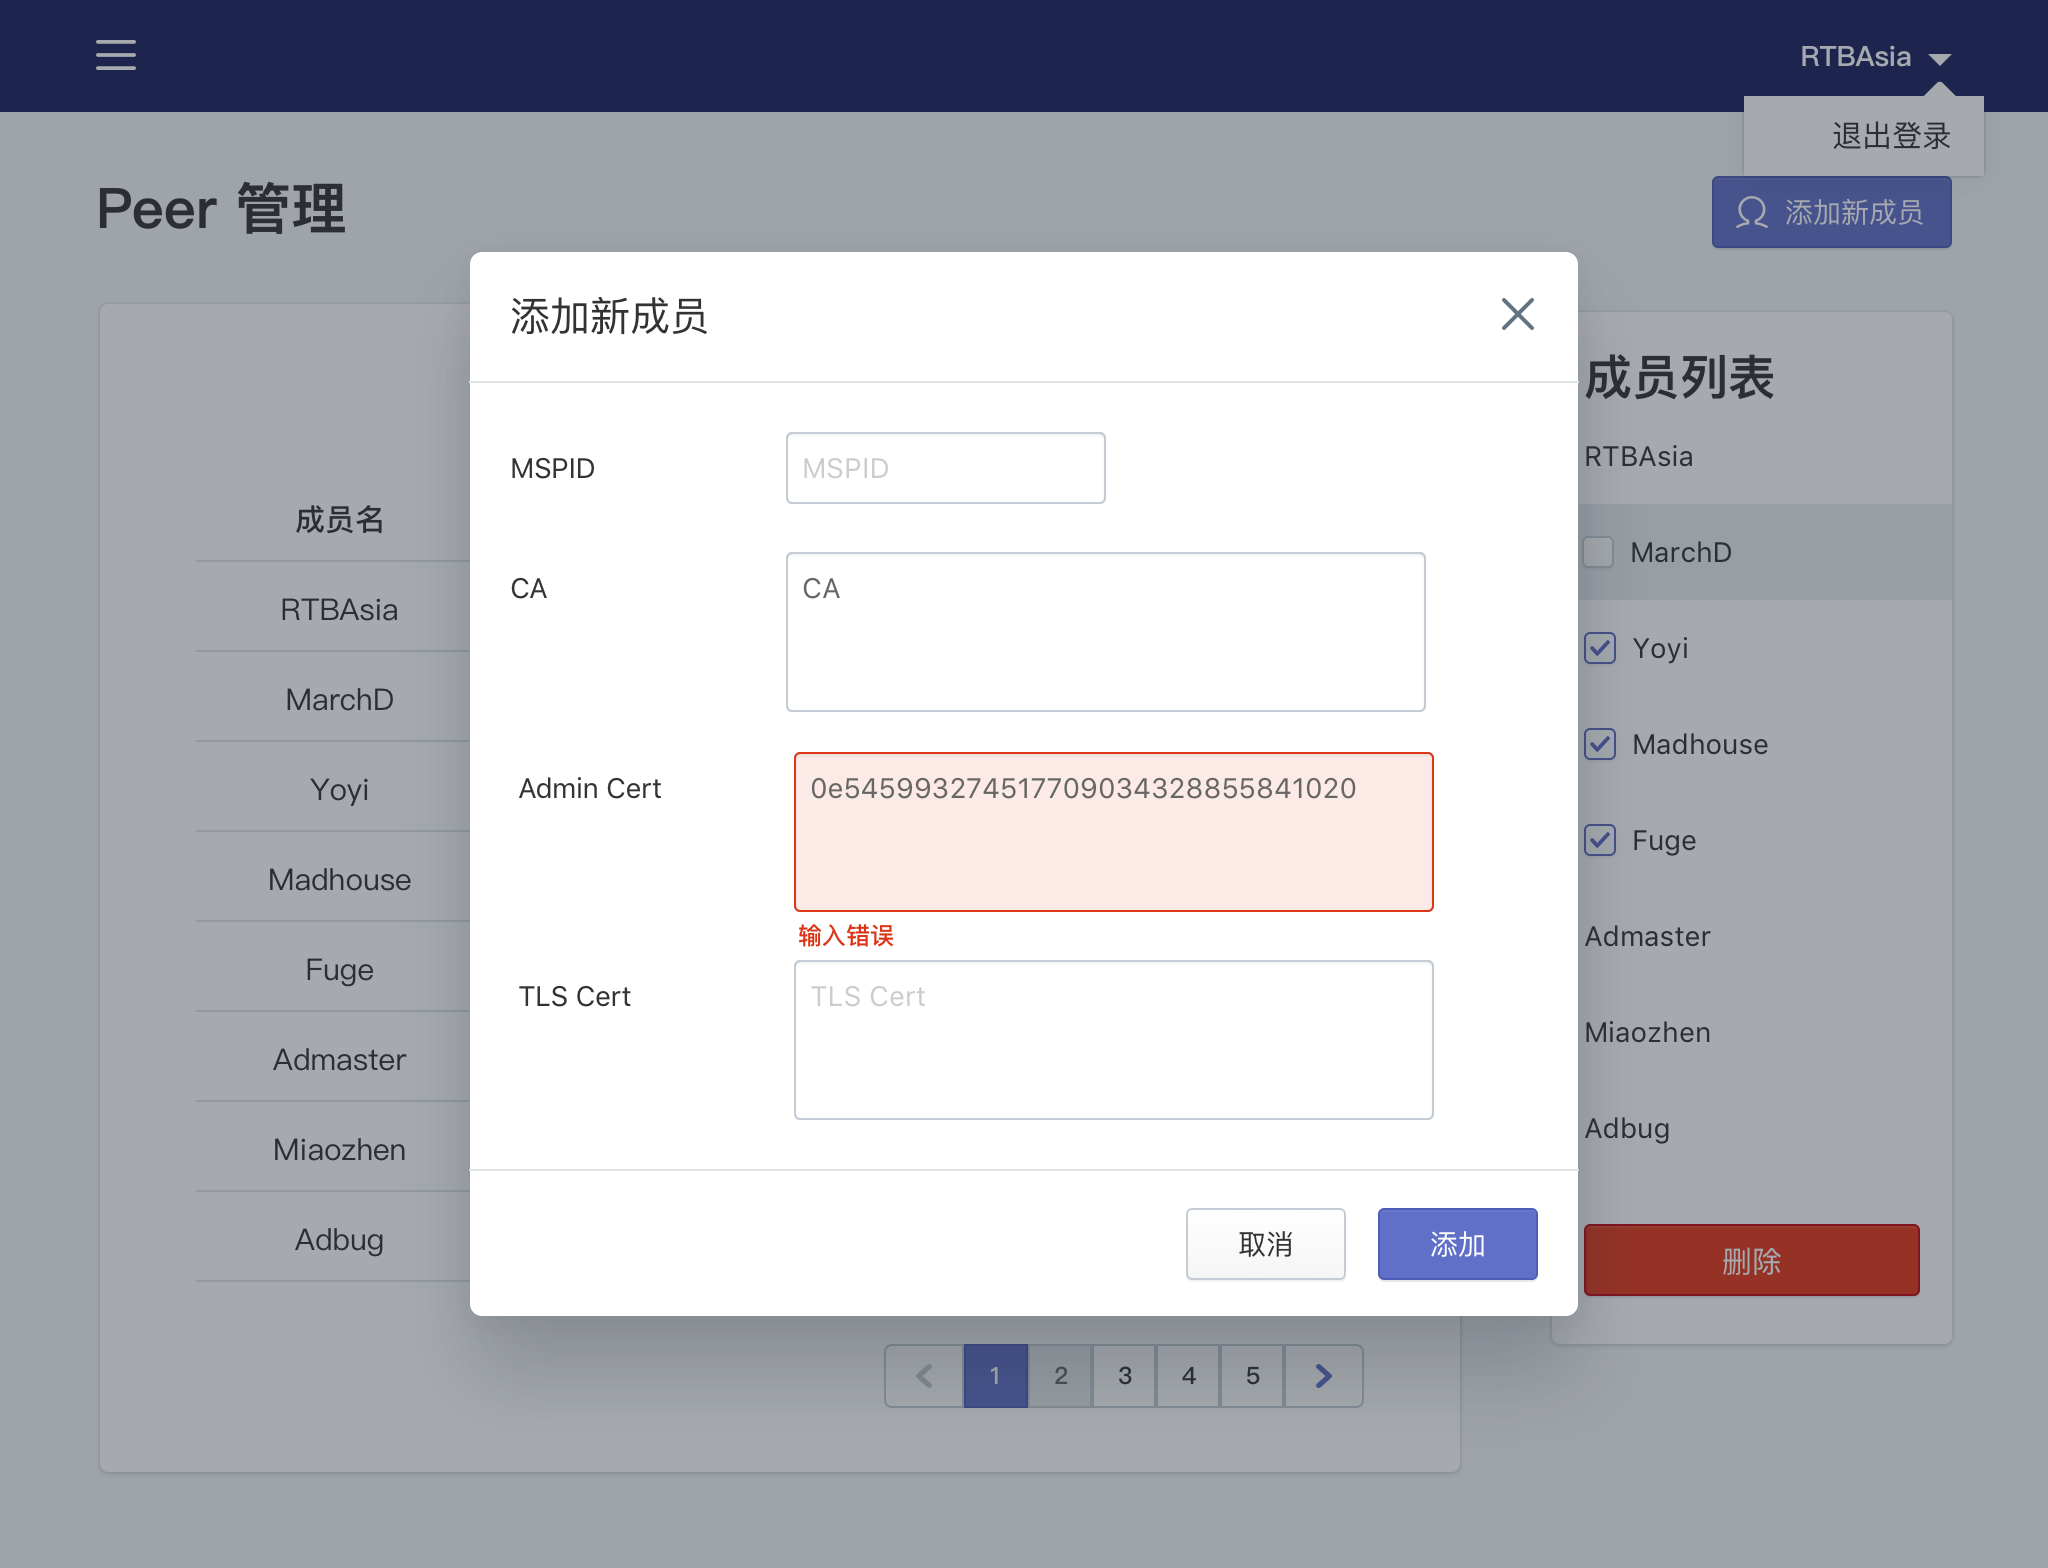 RTBAsia
退出登录
Peer 管理
添加新成员
添加新成员
MSPID
MSPID
CA
CA
Admin Cert
0e54599327451770903432885584​1020
输入错误
TLS Cert
TLS Cert
取消
添加
成员名
RTBAsia
MarchD
Yoyi
Madhouse
Fuge
Admaster
Miaozhen
Adbug
1 2 3 4 5
成员列表
RTBAsia
MarchD
Yoyi
Madhouse
Fuge
Admaster
Miaozhen
Adbug
删除